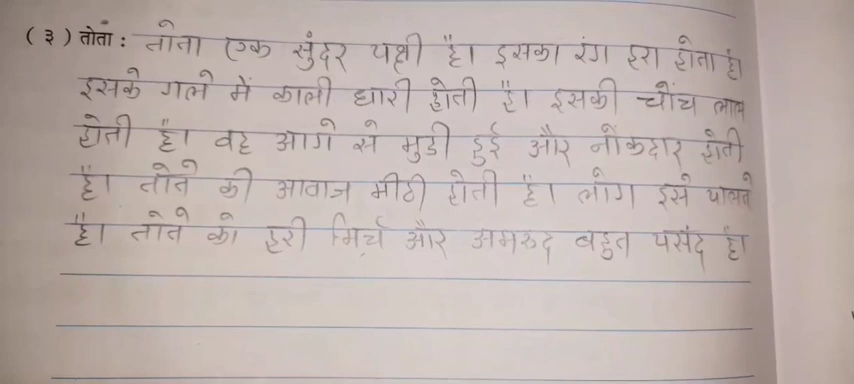 (३) तोता : तोता एक सुंदर पक्षी है। इसका रंग हरा होता है।
इसके गले में काली धारी होती है। इसकी चोंच लाल
होती है। वह आगे से मुडी हुई और नोकदार होती
है। तोते की आवाज मीठी होती है। लोग इसे पालते
है। तोते को हरी मिर्च और अमरुद बहुत पसंद है।